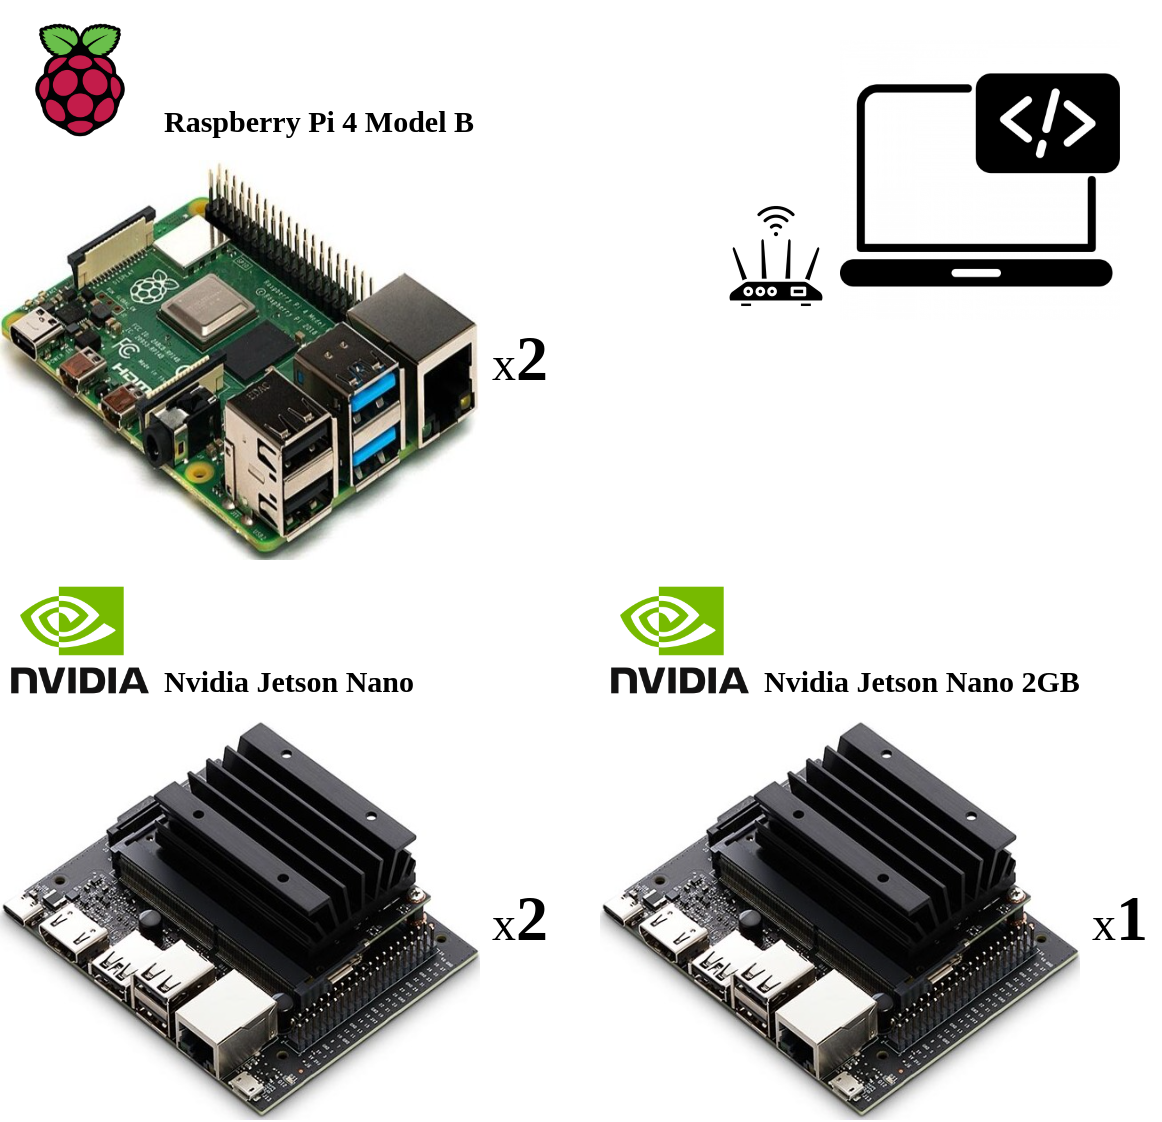 Raspberry Pi 4 Model B
</>
x2
NVIDIA
Nvidia Jetson Nano
x2
NVIDIA
Nvidia Jetson Nano 2GB
x1